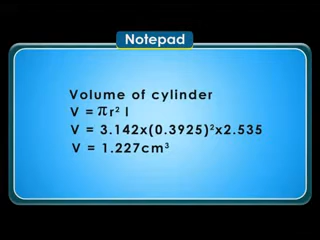 Notepad
Volume of cylinder
V = πr² l
V = 3.142x(0.3925)²x2.535
V = 1.227cm³